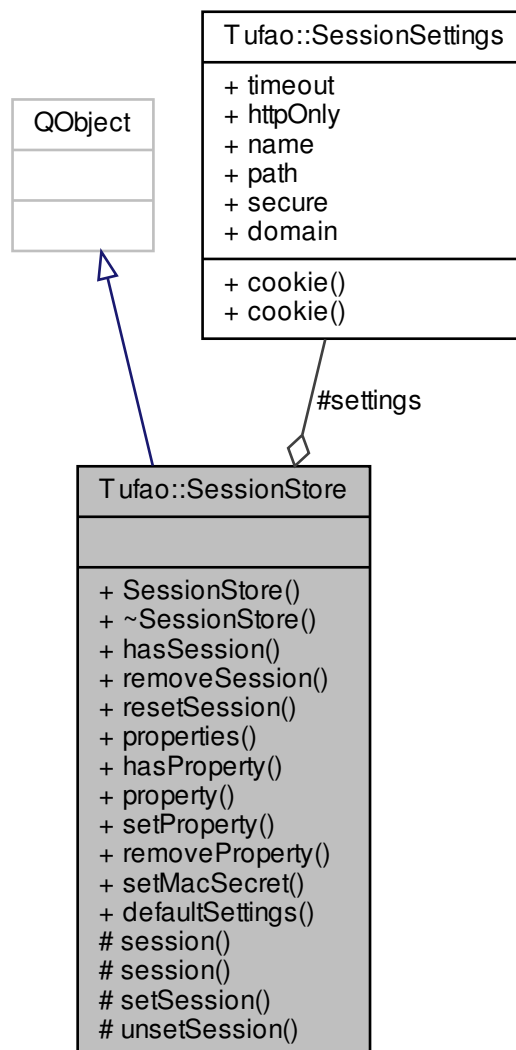 Tufao::SessionSettings
+ timeout
+ httpOnly
+ name
+ path
+ secure
+ domain
+ cookie()
+ cookie()
QObject
#settings
Tufao::SessionStore
+ SessionStore()
+ ~SessionStore()
+ hasSession()
+ removeSession()
+ resetSession()
+ properties()
+ hasProperty()
+ property()
+ setProperty()
+ removeProperty()
+ setMacSecret()
+ defaultSettings()
# session()
# session()
# setSession()
# unsetSession()